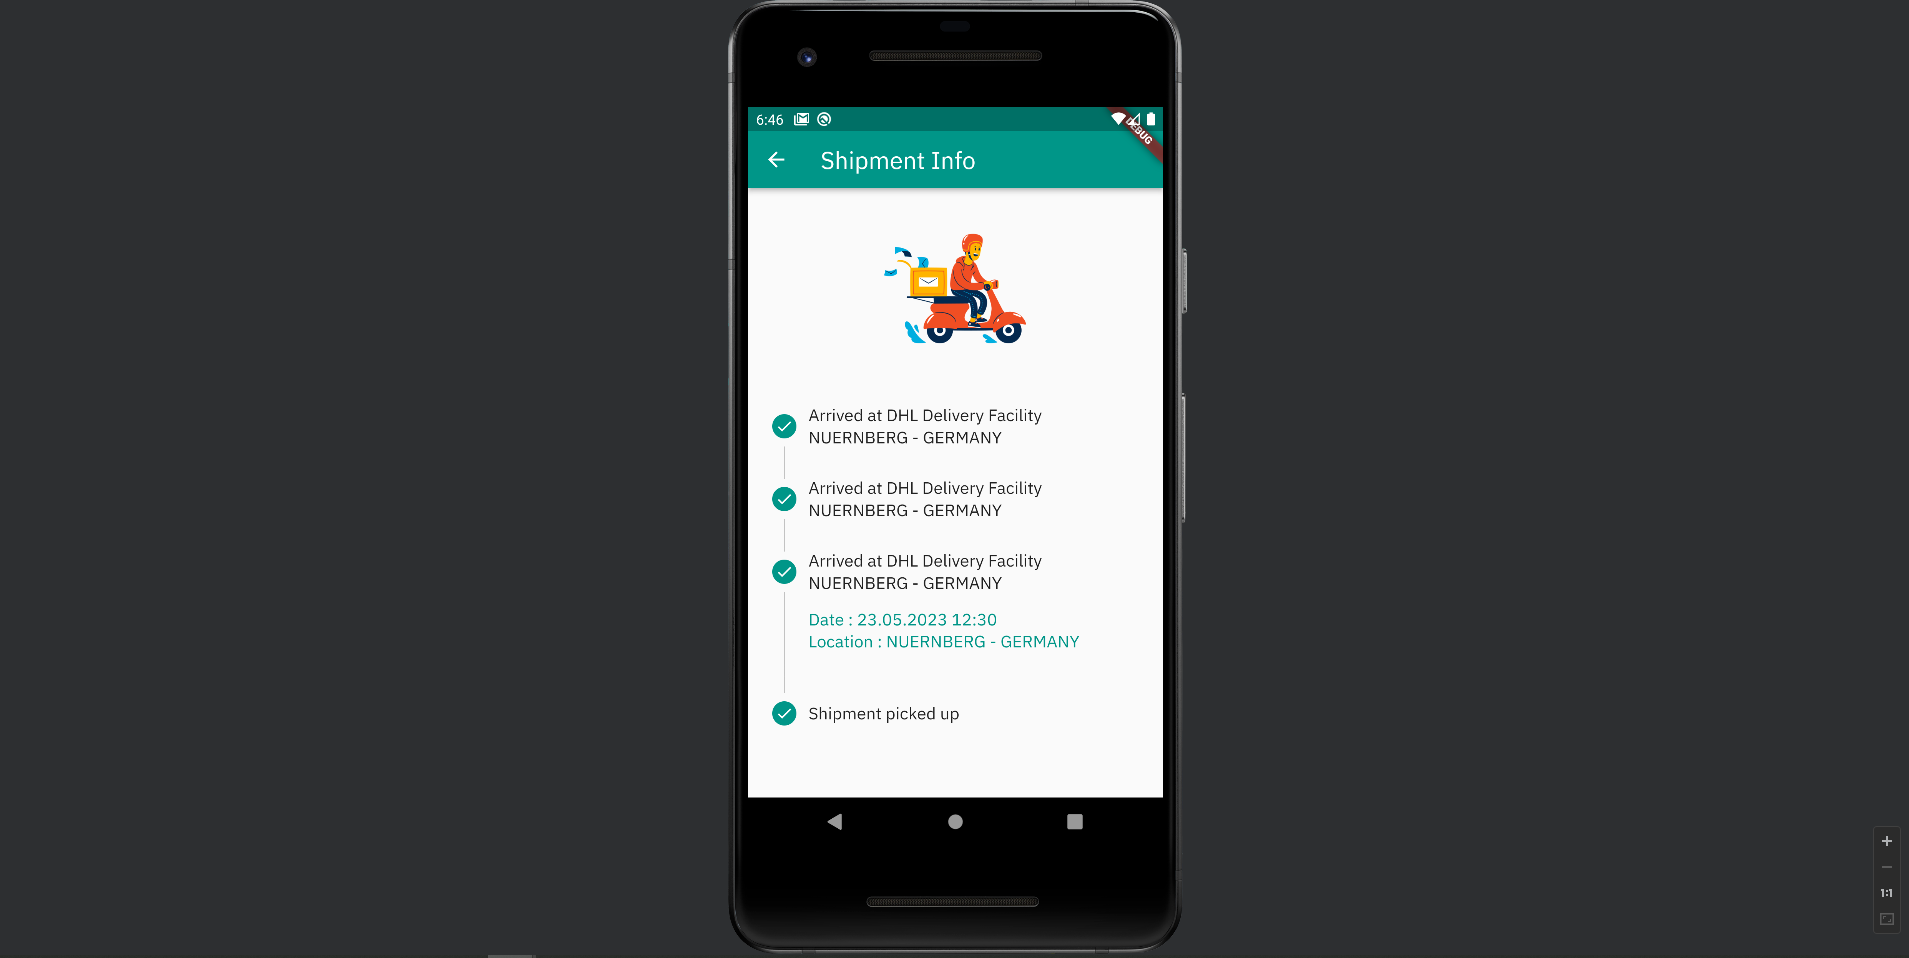 6:46
DEBUG
Shipment Info
Arrived at DHL Delivery Facility
NUERNBERG - GERMANY
Arrived at DHL Delivery Facility
NUERNBERG - GERMANY
Arrived at DHL Delivery Facility
NUERNBERG - GERMANY
Date : 23.05.2023 12:30
Location : NUERNBERG - GERMANY
Shipment picked up
1:1